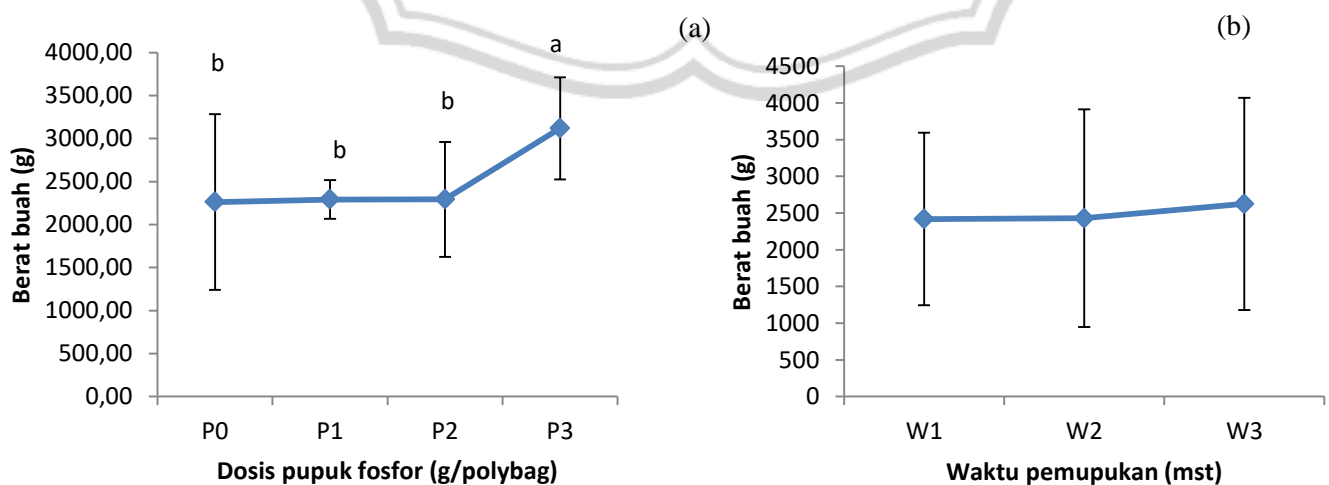 (a)
4000,00
3500,00
3000,00
2500,00
2000,00
1500,00
1000,00
500,00
0,00
Berat buah (g)
b
b
b
a
P0 P1 P2 P3
Dosis pupuk fosfor (g/polybag)
(b)
4500
4000
3500
3000
2500
2000
1500
1000
500
0
Berat buah (g)
W1 W2 W3
Waktu pemupukan (mst)